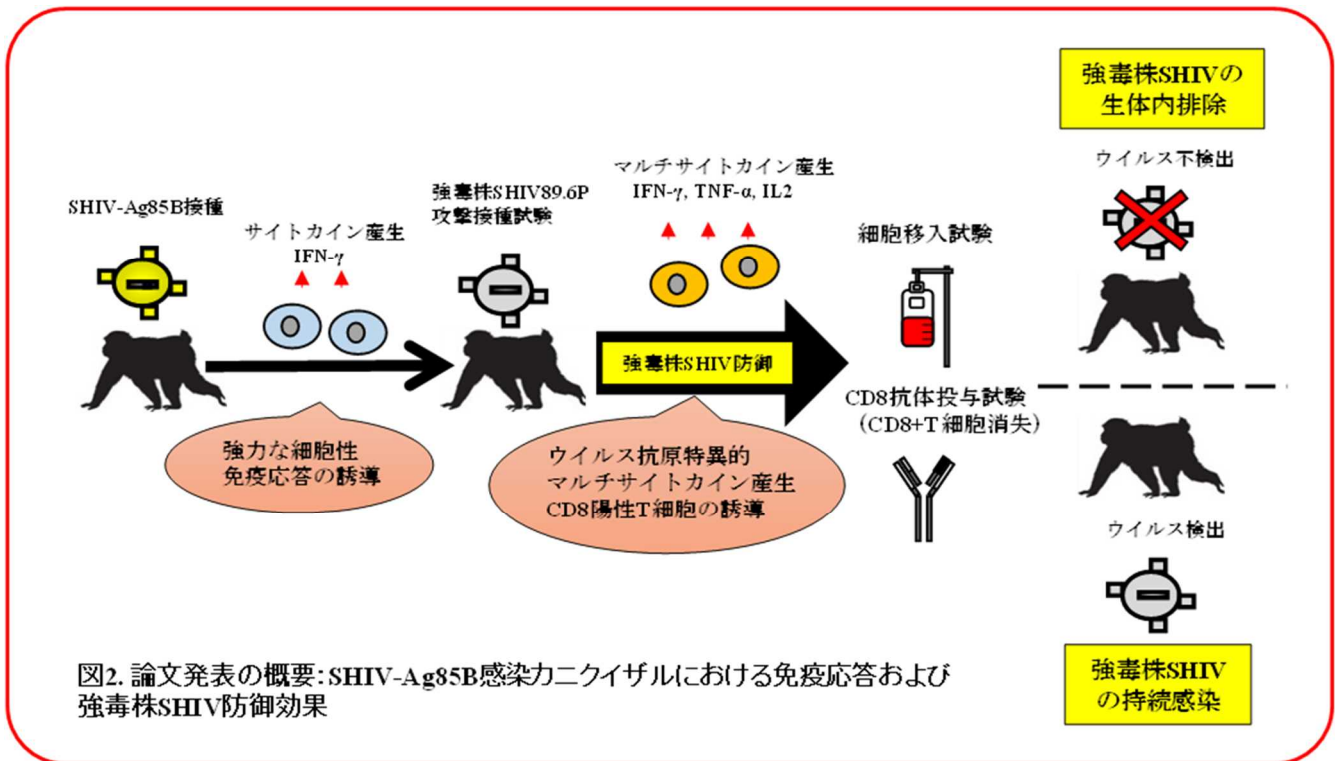 SHIV-Ag85B接種
サイトカイン産生
IFN-γ
強力な細胞性
免疫応答の誘導
強毒株SHIV89.6P
攻撃接種試験
マルチサイトカイン産生
IFN-γ, TNF-α, IL2
強毒株SHIV防御
ウイルス抗原特異的
マルチサイトカイン産生
CD8陽性T細胞の誘導
細胞移入試験
CD8抗体投与試験
(CD8+T細胞消失)
強毒株SHIVの
生体内排除
ウイルス不検出
ウイルス検出
強毒株SHIV
の持続感染
図2. 論文発表の概要:SHIV-Ag85B感染カニクイザルにおける免疫応答および
強毒株SHIV防御効果